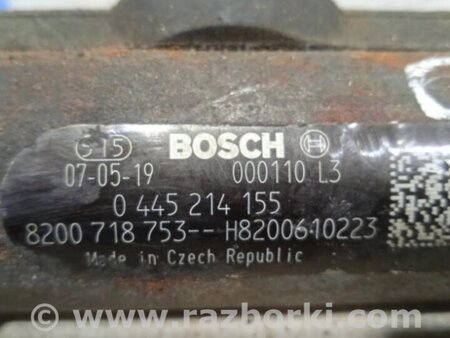 S15 BOSCH
07-05-19 000110 L3
0 445 214 155
8200 718 753-- H8200610223
Made in Czech Republic
© www.razborki.com